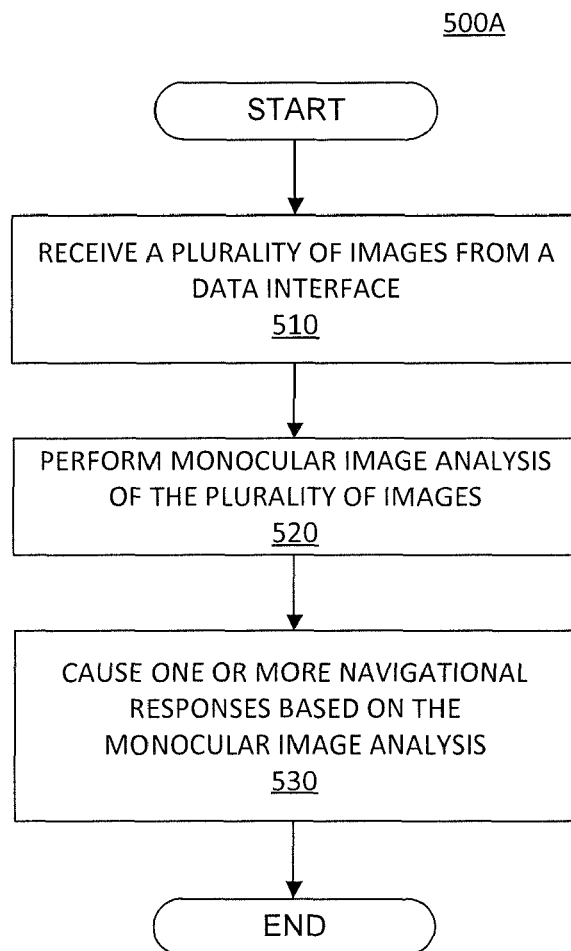 500A
START
RECEIVE A PLURALITY OF IMAGES FROM A
DATA INTERFACE
510
PERFORM MONOCULAR IMAGE ANALYSIS
OF THE PLURALITY OF IMAGES
520
CAUSE ONE OR MORE NAVIGATIONAL
RESPONSES BASED ON THE
MONOCULAR IMAGE ANALYSIS
530
END